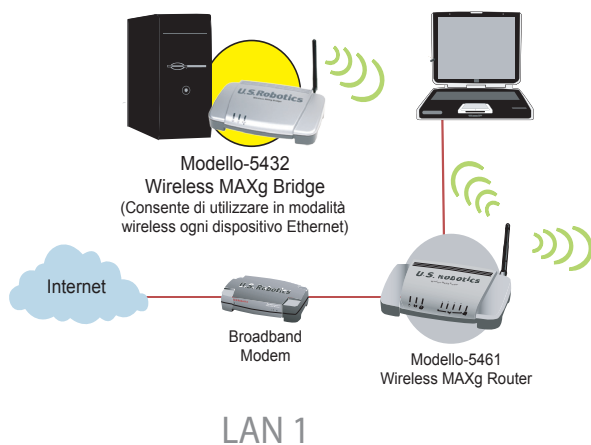 U.S.Robotics
Modello-5432
Wireless MAXg Bridge
(Consente di utilizzare in modalità
wireless ogni dispositivo Ethernet)
Internet
U.S. Robotics
Broadband
Modem
U.S. Robotics
Modello-5461
Wireless MAXg Router
LAN 1